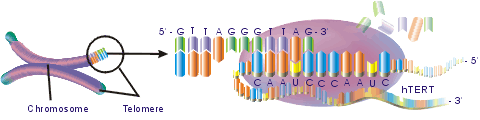 5'-GTTAGGGTTAG-3'
- 5'
CAAUCCCAAUC
hTERT
- 3'
Chromosome
Telomere